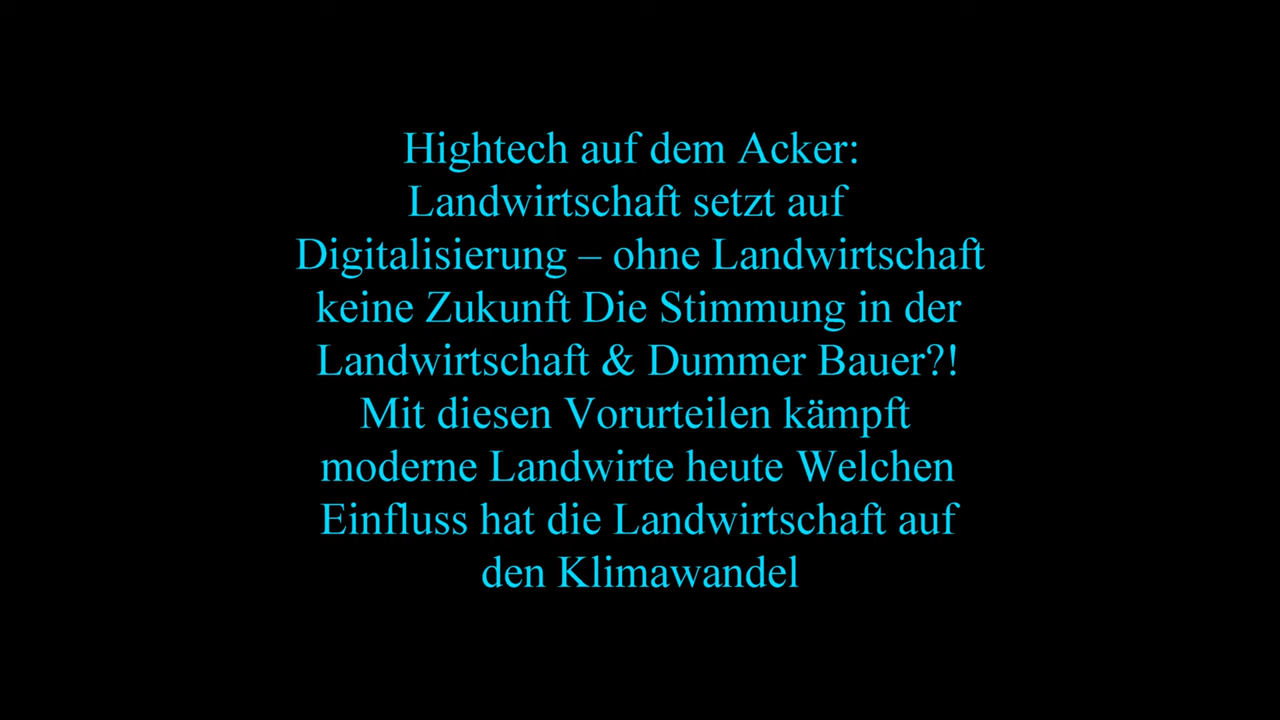 Hightech auf dem Acker:
Landwirtschaft setzt auf
Digitalisierung – ohne Landwirtschaft
keine Zukunft Die Stimmung in der
Landwirtschaft & Dummer Bauer?!
Mit diesen Vorurteilen kämpft
moderne Landwirte heute Welchen
Einfluss hat die Landwirtschaft auf
den Klimawandel